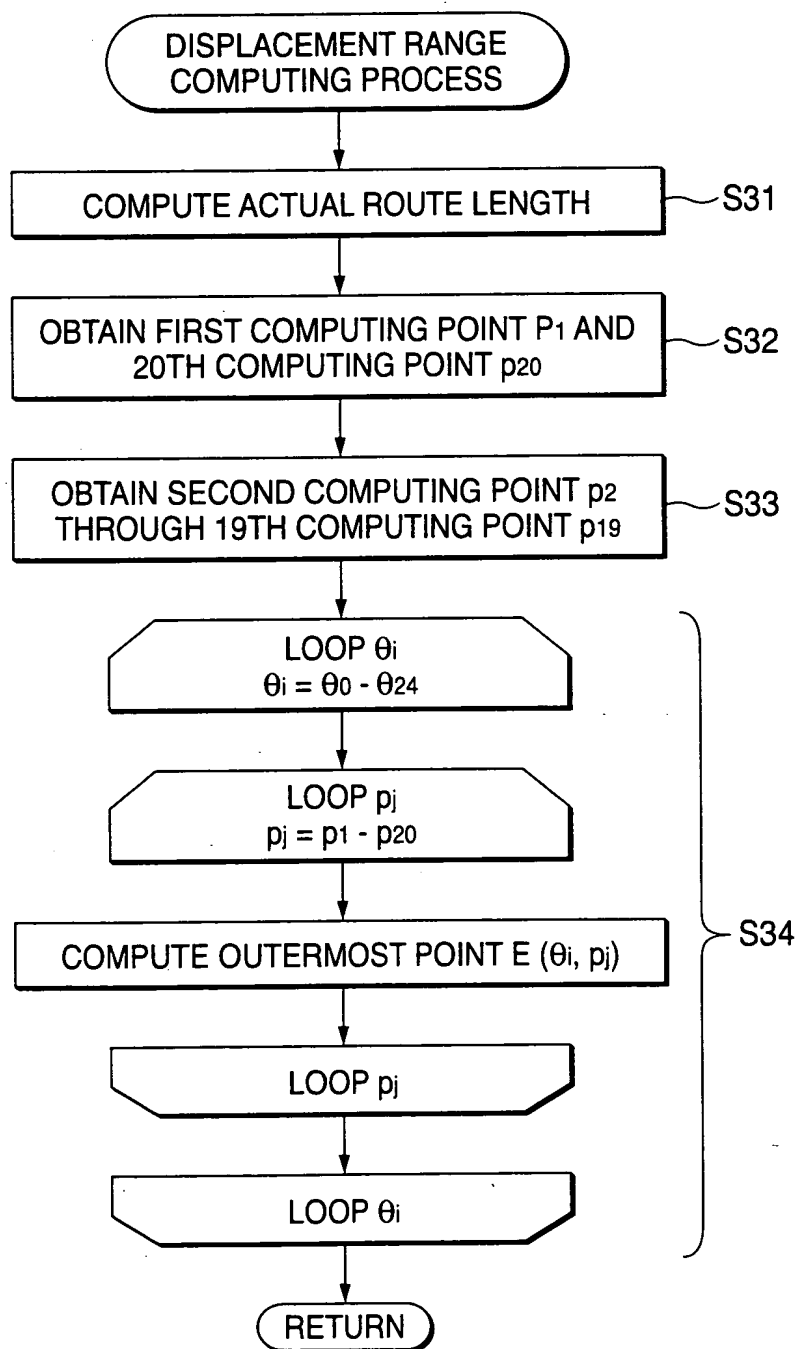 DISPLACEMENT RANGE
COMPUTING PROCESS
COMPUTE ACTUAL ROUTE LENGTH
S31
OBTAIN FIRST COMPUTING POINT P1 AND
20TH COMPUTING POINT p20
S32
OBTAIN SECOND COMPUTING POINT p2
THROUGH 19TH COMPUTING POINT p19
S33
LOOP θi
θi = θ0 - θ24
LOOP pj
pj = p1 - p20
COMPUTE OUTERMOST POINT E (θi, pj)
S34
LOOP pj
LOOP θi
RETURN